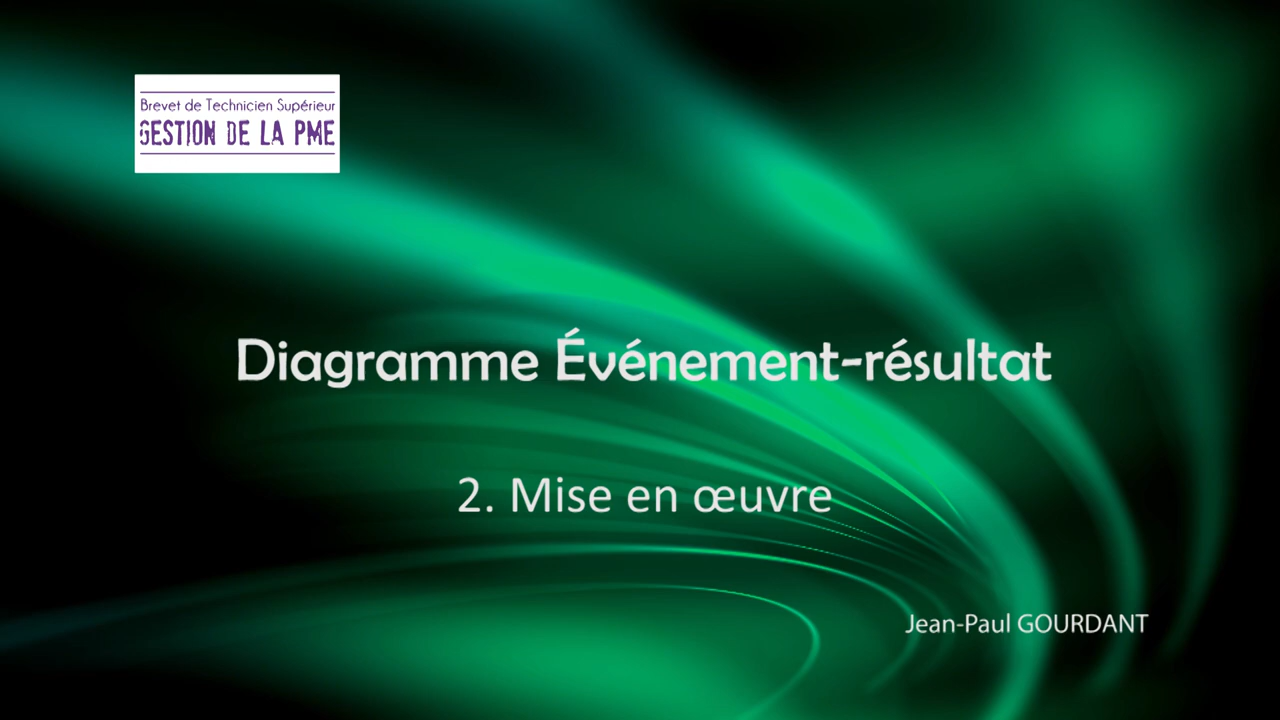 Brevet de Technicien Supérieur
GESTION DE LA PME
Diagramme Événement-résultat
2. Mise en œuvre
Jean-Paul GOURDANT